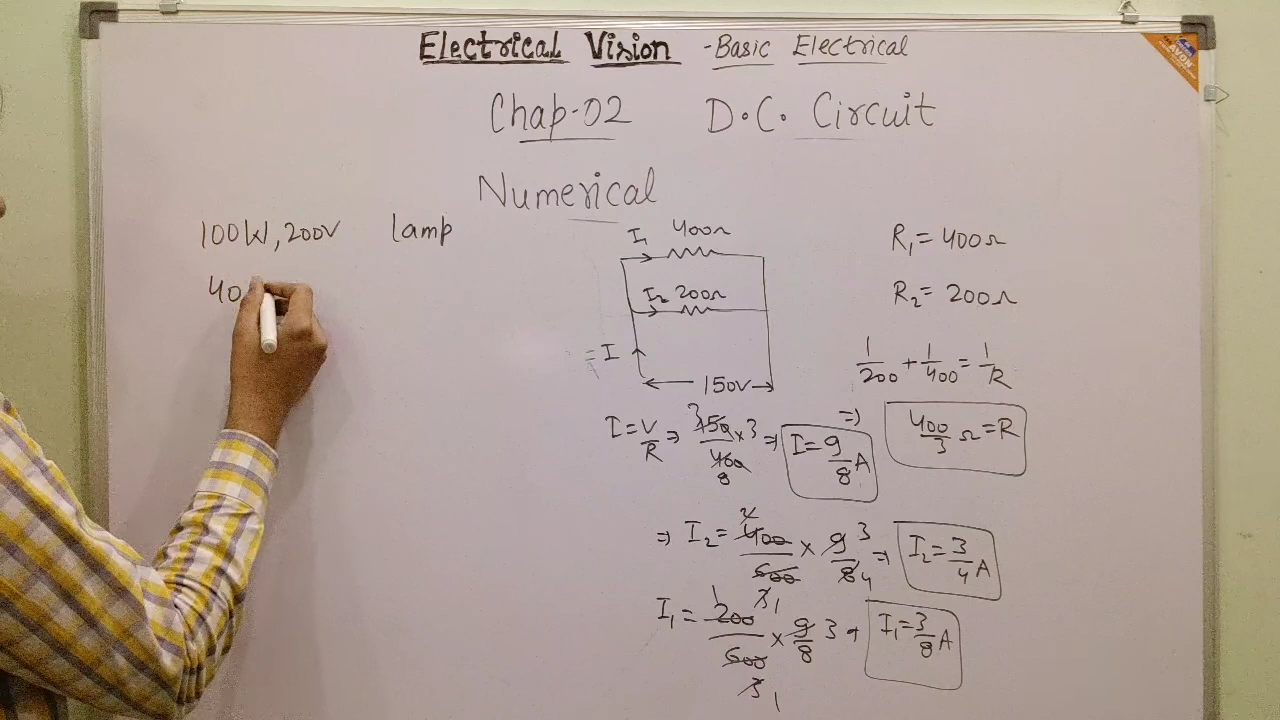 Electrical Vision - Basic Electrical
Chap-02 D.C. Circuit
Numerical
100W, 200V lamp
40
I₁ 400Ω
I₂ 200Ω
= I
150V
R₁ = 400Ω
R₂ = 200Ω
1/200 + 1/400 = 1/R
=> 400/3 Ω = R
I = V/R => 150/400 × 3 => I = 9/8 A
=> I₂ = 400/600 × 9/8 => I₂ = 3/4 A
I₁ = 200/600 × 9/8 → I₁ = 3/8 A